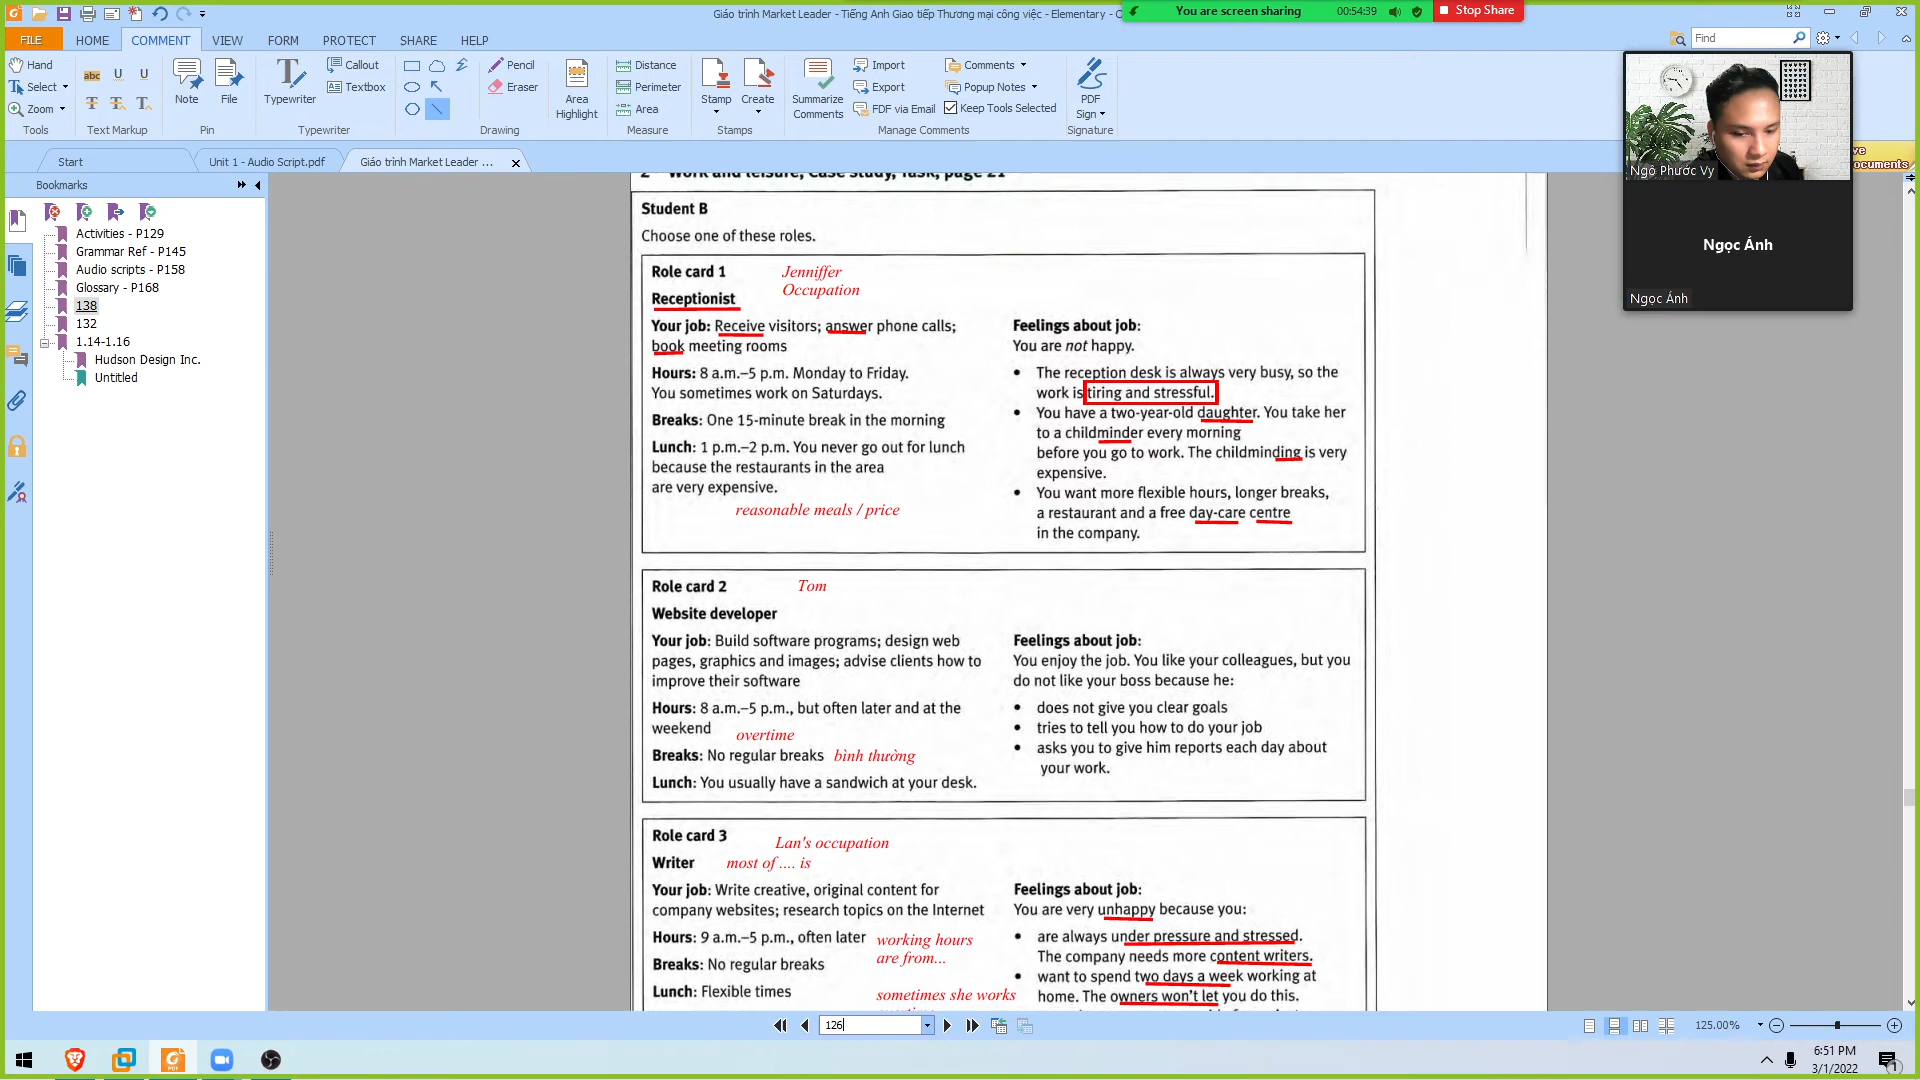 Giáo trình Market Leader - Tiếng Anh Giao tiếp Thương mại công việc - Elementary -
You are screen sharing
00:54:39
Stop Share
FILE
HOME
COMMENT
VIEW
FORM
PROTECT
SHARE
HELP
Find
Hand
Select
Zoom
Tools
abc
U
U
T
T
T
Text Markup
Note
File
Pin
Typewriter
Callout
Textbox
Typewriter
Pencil
Eraser
Drawing
Area
Highlight
Distance
Perimeter
Area
Measure
Stamp
Create
Stamps
Summarize
Comments
Import
Export
FDF via Email
Comments
Popup Notes
Keep Tools Selected
Manage Comments
PDF
Sign
Signature
Start
Unit 1 - Audio Script.pdf
Giáo trình Market Leader ...
ocuments
Ngô Phước Vy
Ngọc Ánh
Ngọc Ánh
Bookmarks
Activities - P129
Grammar Ref - P145
Audio scripts - P158
Glossary - P168
138
132
1.14-1.16
Hudson Design Inc.
Untitled
2 Work and leisure, Case study, Task, page 21
Student B
Choose one of these roles.
Role card 1
Jenniffer
Occupation
Receptionist
Your job: Receive visitors; answer phone calls;
book meeting rooms
Hours: 8 a.m.–5 p.m. Monday to Friday.
You sometimes work on Saturdays.
Breaks: One 15-minute break in the morning
Lunch: 1 p.m.–2 p.m. You never go out for lunch
because the restaurants in the area
are very expensive.
reasonable meals / price
Feelings about job:
You are not happy.
• The reception desk is always very busy, so the
work is tiring and stressful.
• You have a two-year-old daughter. You take her
to a childminder every morning
before you go to work. The childminding is very
expensive.
• You want more flexible hours, longer breaks,
a restaurant and a free day-care centre
in the company.
Role card 2
Tom
Website developer
Your job: Build software programs; design web
pages, graphics and images; advise clients how to
improve their software
Hours: 8 a.m.–5 p.m., but often later and at the
weekend
overtime
Breaks: No regular breaks
bình thường
Lunch: You usually have a sandwich at your desk.
Feelings about job:
You enjoy the job. You like your colleagues, but you
do not like your boss because he:
• does not give you clear goals
• tries to tell you how to do your job
• asks you to give him reports each day about
your work.
Role card 3
Lan's occupation
Writer
most of .... is
Your job: Write creative, original content for
company websites; research topics on the Internet
Hours: 9 a.m.–5 p.m., often later
working hours
are from...
Breaks: No regular breaks
Lunch: Flexible times
sometimes she works
Feelings about job:
You are very unhappy because you:
• are always under pressure and stressed.
The company needs more content writers.
• want to spend two days a week working at
home. The owners won't let you do this.
126
125.00%
6:51 PM
3/1/2022